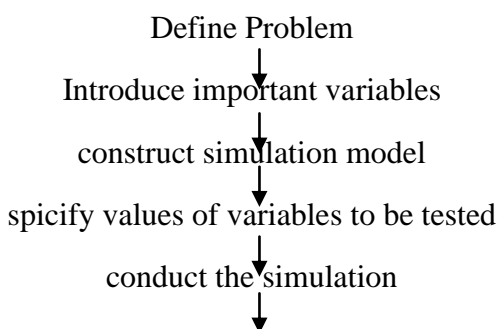 Define Problem
Introduce important variables
construct simulation model
spicify values of variables to be tested
conduct the simulation